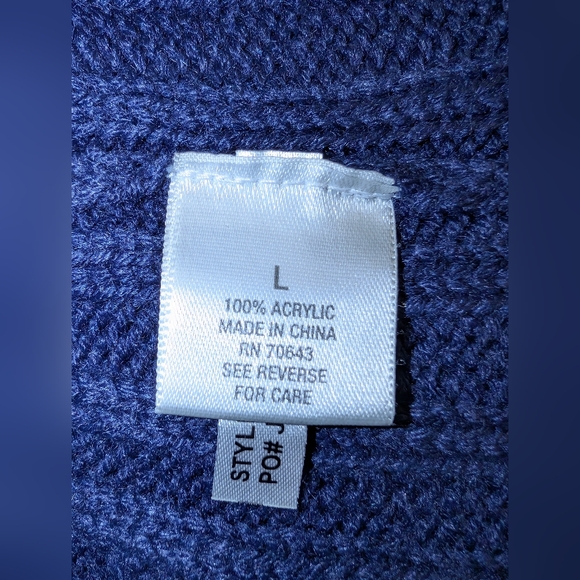 L
100% ACRYLIC
MADE IN CHINA
RN 70643
SEE REVERSE
FOR CARE
STYL
PO# J